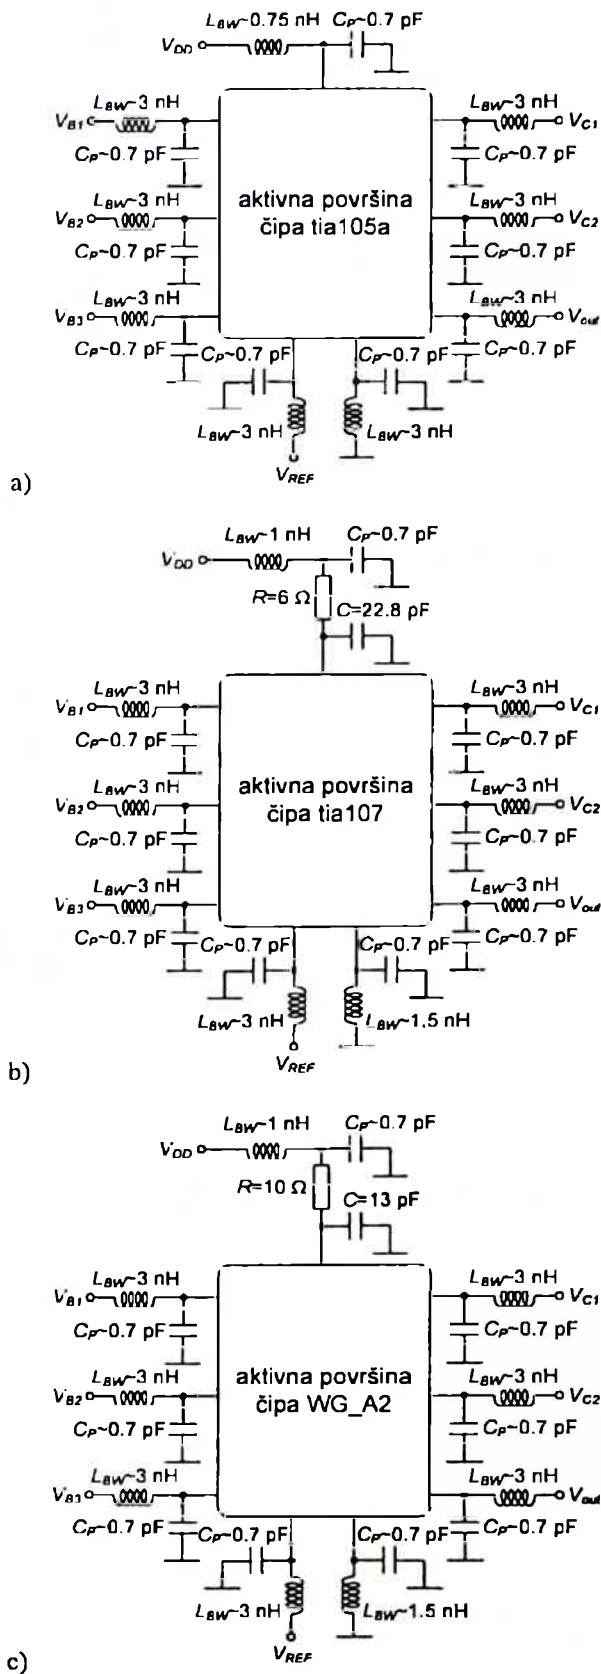 L_BW~0.75 nH C_P~0.7 pF
V_DD
L_BW~3 nH L_BW~3 nH
V_B1 V_C1
C_P~0.7 pF C_P~0.7 pF
L_BW~3 nH aktivna površina L_BW~3 nH
V_B2 čipa tia105a V_C2
C_P~0.7 pF C_P~0.7 pF
L_BW~3 nH L_BW~3 nH
V_B3 V_out
C_P~0.7 pF C_P~0.7 pF C_P~0.7 pF C_P~0.7 pF
L_BW~3 nH L_BW~3 nH
V_REF
a)
L_BW~1 nH C_P~0.7 pF
V_DD
R=6 Ω C=22.8 pF
L_BW~3 nH L_BW~3 nH
V_B1 V_C1
C_P~0.7 pF C_P~0.7 pF
L_BW~3 nH aktivna površina L_BW~3 nH
V_B2 čipa tia107 V_C2
C_P~0.7 pF C_P~0.7 pF
L_BW~3 nH L_BW~3 nH
V_B3 V_out
C_P~0.7 pF C_P~0.7 pF C_P~0.7 pF C_P~0.7 pF
L_BW~3 nH L_BW~1.5 nH
V_REF
b)
L_BW~1 nH C_P~0.7 pF
V_DD
R=10 Ω C=13 pF
L_BW~3 nH L_BW~3 nH
V_B1 V_C1
C_P~0.7 pF C_P~0.7 pF
L_BW~3 nH aktivna površina L_BW~3 nH
V_B2 čipa WG_A2 V_C2
C_P~0.7 pF C_P~0.7 pF
L_BW~3 nH L_BW~3 nH
V_B3 V_out
C_P~0.7 pF C_P~0.7 pF C_P~0.7 pF C_P~0.7 pF
L_BW~3 nH L_BW~1.5 nH
V_REF
c)